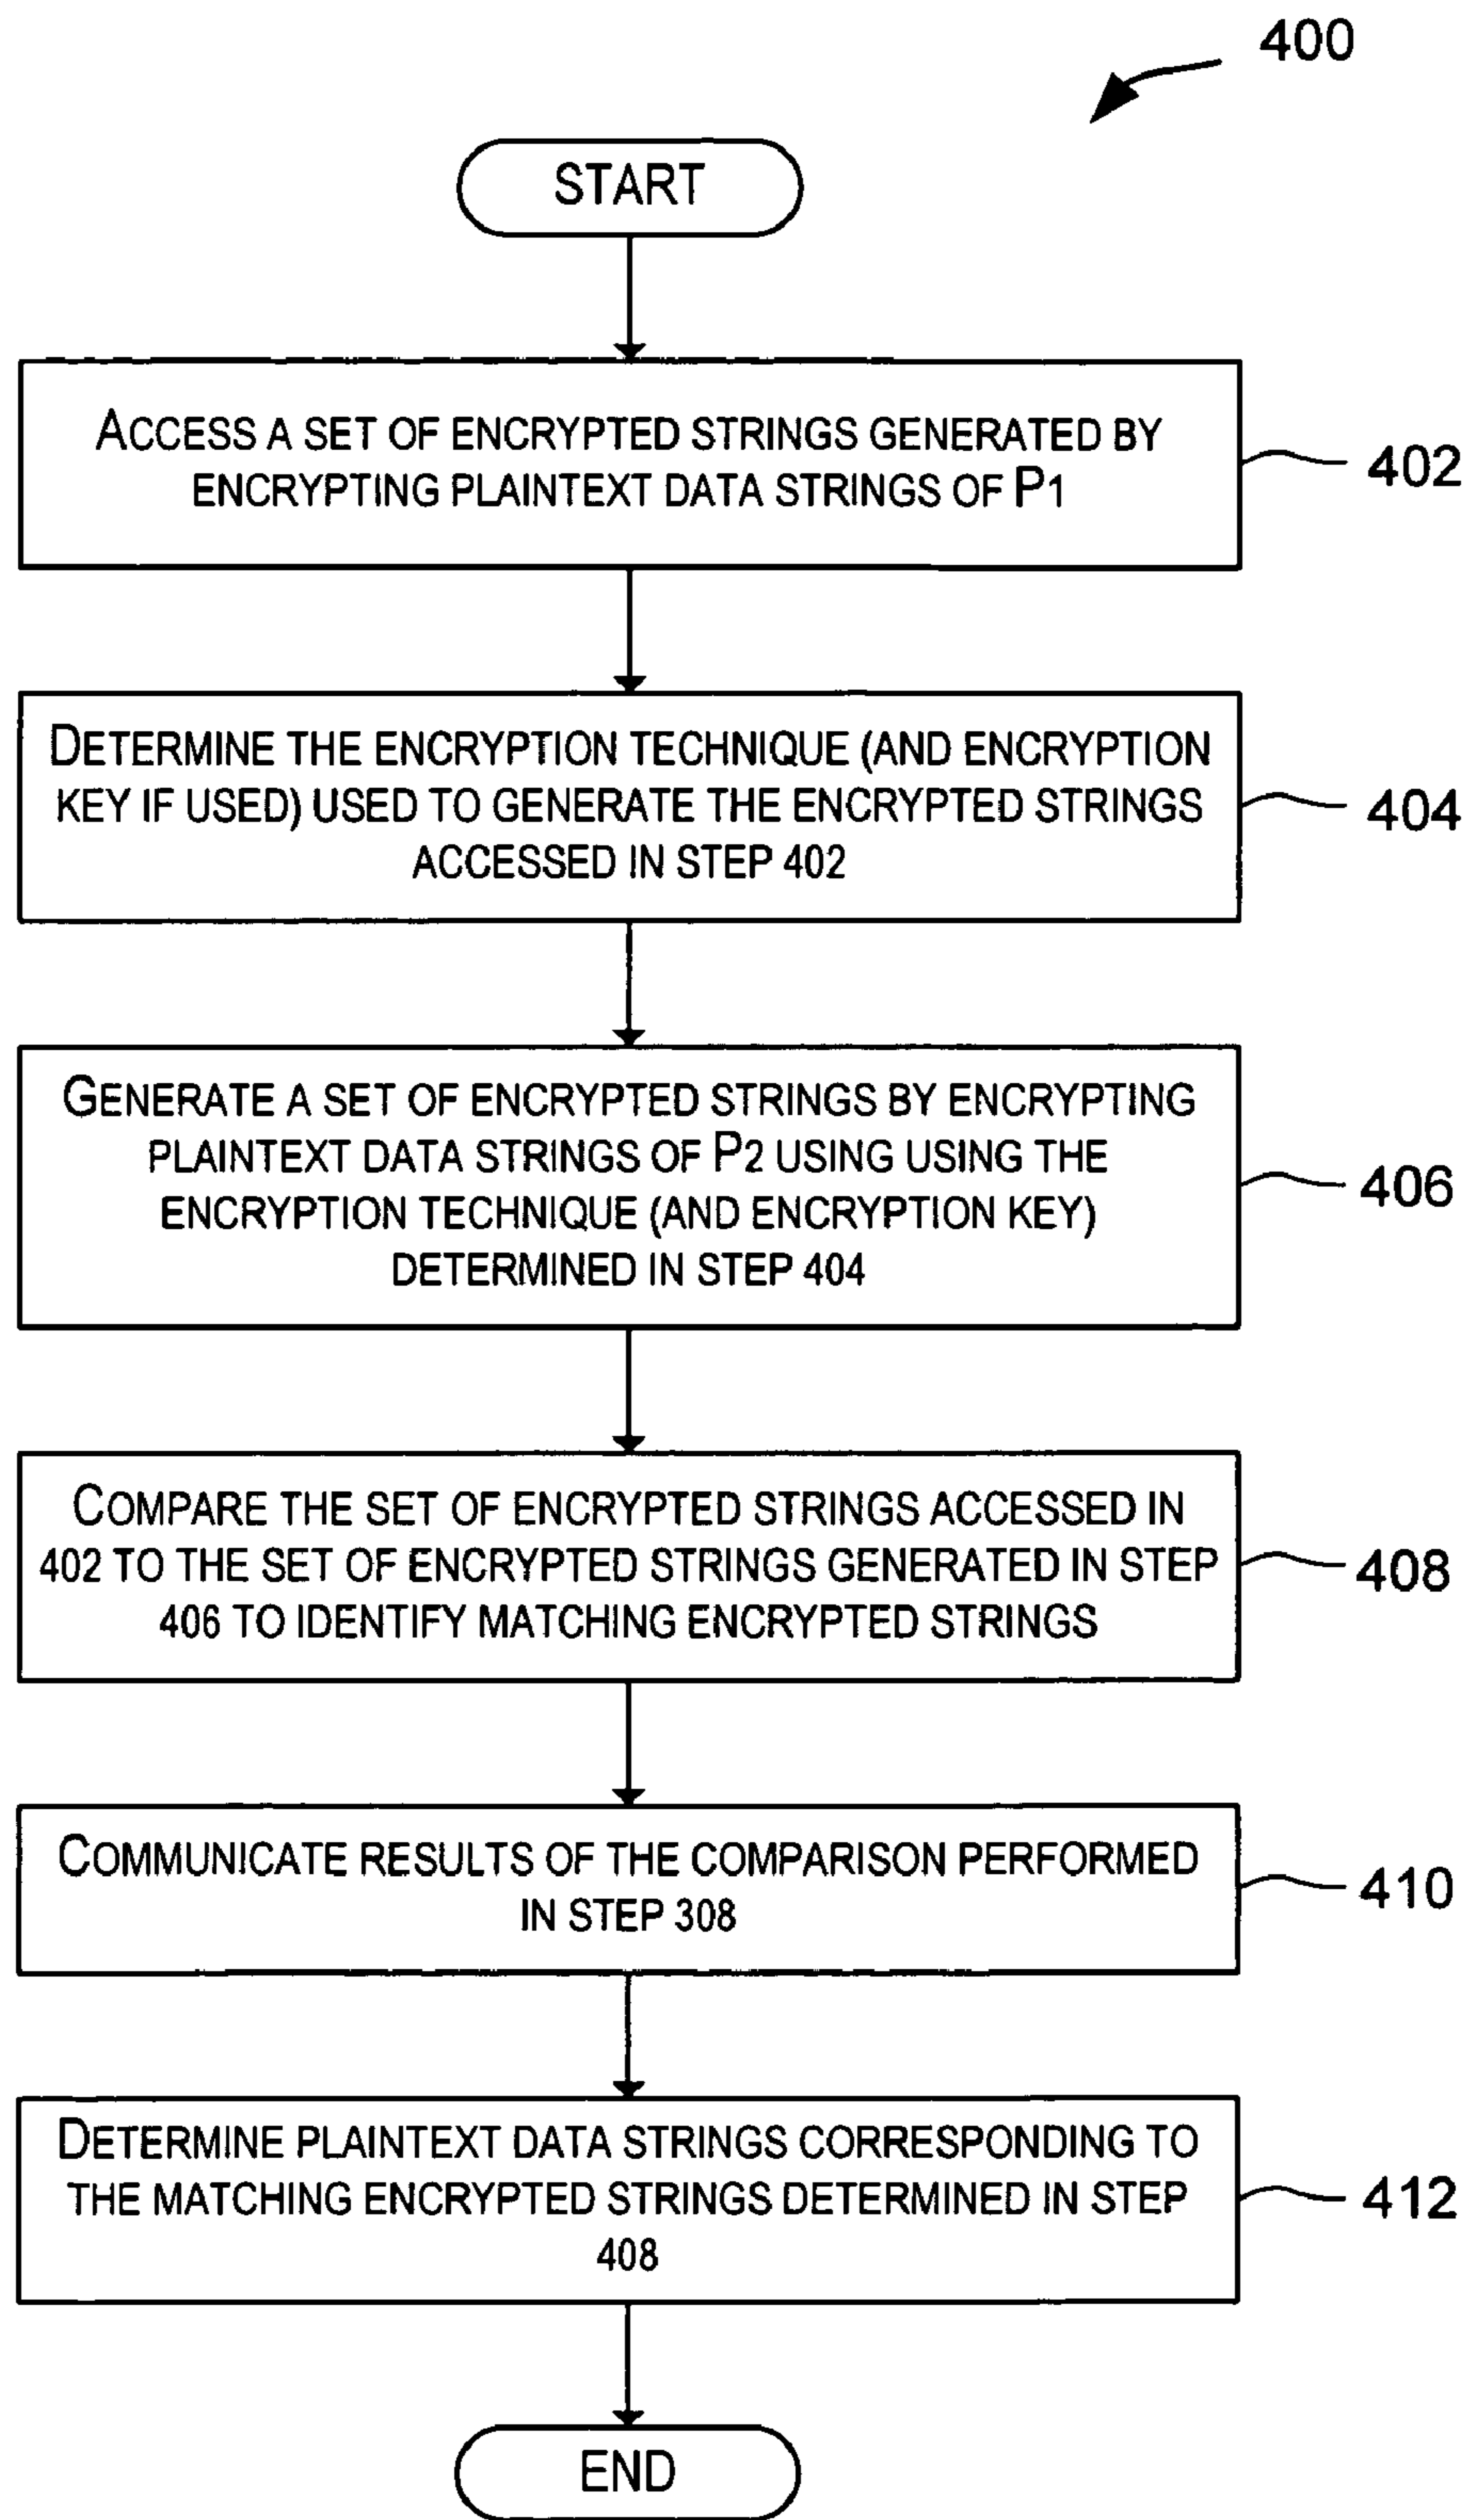 400
START
ACCESS A SET OF ENCRYPTED STRINGS GENERATED BY
ENCRYPTING PLAINTEXT DATA STRINGS OF P1
402
DETERMINE THE ENCRYPTION TECHNIQUE (AND ENCRYPTION
KEY IF USED) USED TO GENERATE THE ENCRYPTED STRINGS
ACCESSED IN STEP 402
404
GENERATE A SET OF ENCRYPTED STRINGS BY ENCRYPTING
PLAINTEXT DATA STRINGS OF P2 USING USING THE
ENCRYPTION TECHNIQUE (AND ENCRYPTION KEY)
DETERMINED IN STEP 404
406
COMPARE THE SET OF ENCRYPTED STRINGS ACCESSED IN
402 TO THE SET OF ENCRYPTED STRINGS GENERATED IN STEP
406 TO IDENTIFY MATCHING ENCRYPTED STRINGS
408
COMMUNICATE RESULTS OF THE COMPARISON PERFORMED
IN STEP 308
410
DETERMINE PLAINTEXT DATA STRINGS CORRESPONDING TO
THE MATCHING ENCRYPTED STRINGS DETERMINED IN STEP
408
412
END